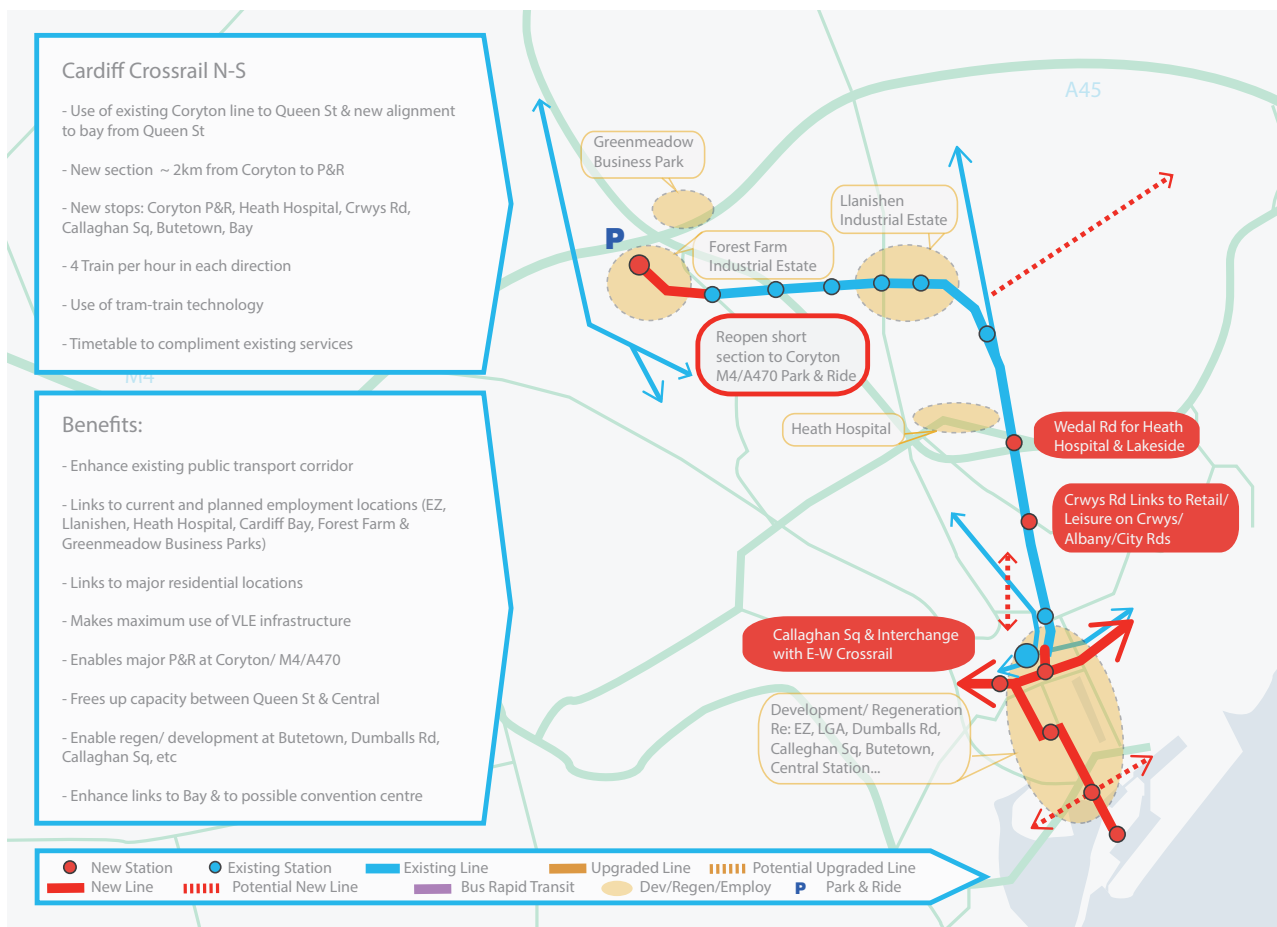 Cardiff Crossrail N-S
- Use of existing Coryton line to Queen St & new alignment
to bay from Queen St
- New section ~ 2km from Coryton to P&R
- New stops: Coryton P&R, Heath Hospital, Crwys Rd,
Callaghan Sq, Butetown, Bay
- 4 Train per hour in each direction
- Use of tram-train technology
- Timetable to compliment existing services
M4
Benefits:
- Enhance existing public transport corridor
- Links to current and planned employment locations (EZ,
Llanishen, Heath Hospital, Cardiff Bay, Forest Farm &
Greenmeadow Business Parks)
- Links to major residential locations
- Makes maximum use of VLE infrastructure
- Enables major P&R at Coryton/ M4/A470
- Frees up capacity between Queen St & Central
- Enable regen/ development at Butetown, Dumballs Rd,
Callaghan Sq, etc
- Enhance links to Bay & to possible convention centre
A45
Greenmeadow
Business Park
Llanishen
Industrial Estate
P
Forest Farm
Industrial Estate
Reopen short
section to Coryton
M4/A470 Park & Ride
Heath Hospital
Wedal Rd for Heath
Hospital & Lakeside
Crwys Rd Links to Retail/
Leisure on Crwys/
Albany/City Rds
Callaghan Sq & Interchange
with E-W Crossrail
Development/ Regeneration
Re: EZ, LGA, Dumballs Rd,
Calleghan Sq, Butetown,
Central Station...
New Station Existing Station Existing Line Upgraded Line Potential Upgraded Line
New Line Potential New Line Bus Rapid Transit Dev/Regen/Employ P Park & Ride